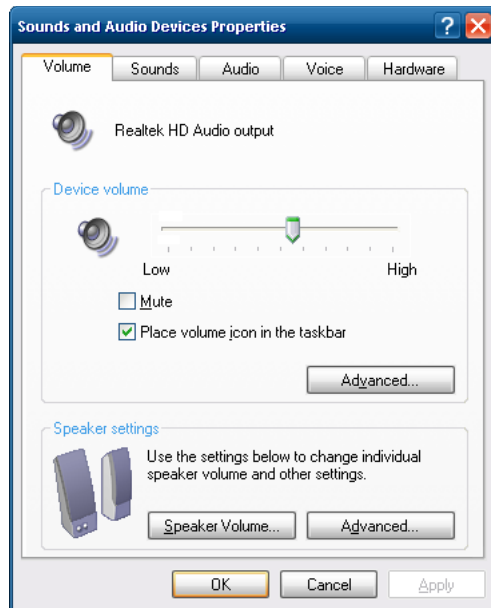 Sounds and Audio Devices Properties
Volume
Sounds
Audio
Voice
Hardware
Realtek HD Audio output
Device volume
Low
High
Mute
Place volume icon in the taskbar
Advanced...
Speaker settings
Use the settings below to change individual
speaker volume and other settings.
Speaker Volume...
Advanced...
OK
Cancel
Apply